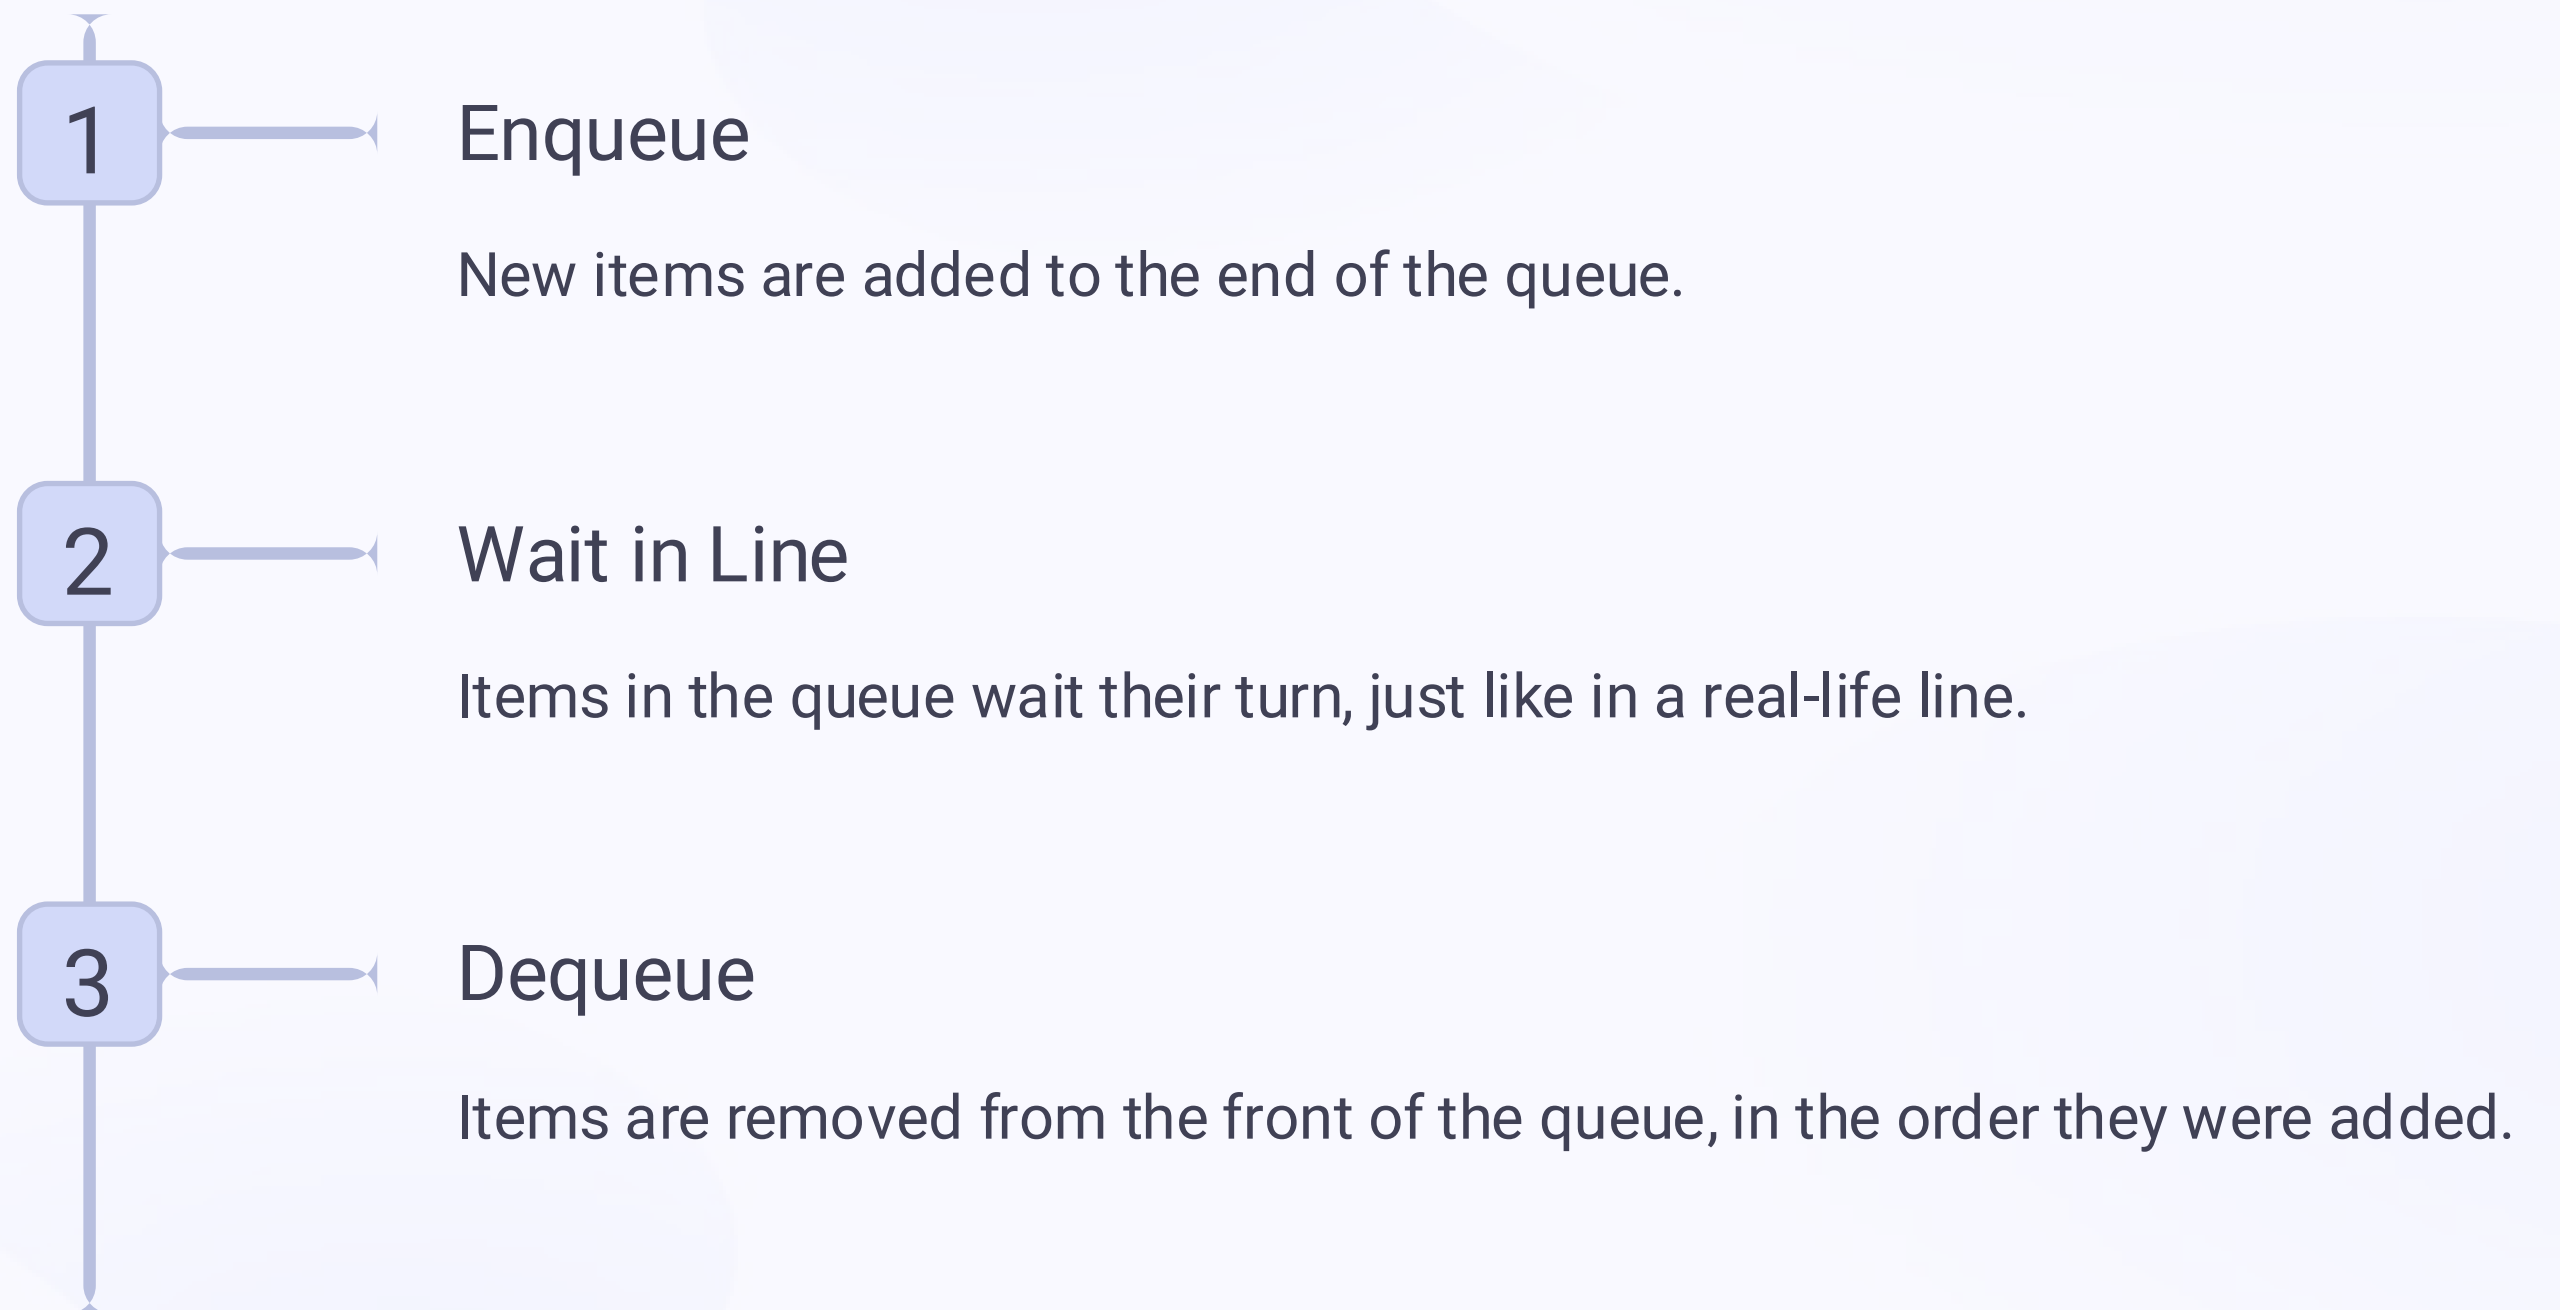 1
Enqueue
New items are added to the end of the queue.
2
Wait in Line
Items in the queue wait their turn, just like in a real-life line.
3
Dequeue
Items are removed from the front of the queue, in the order they were added.